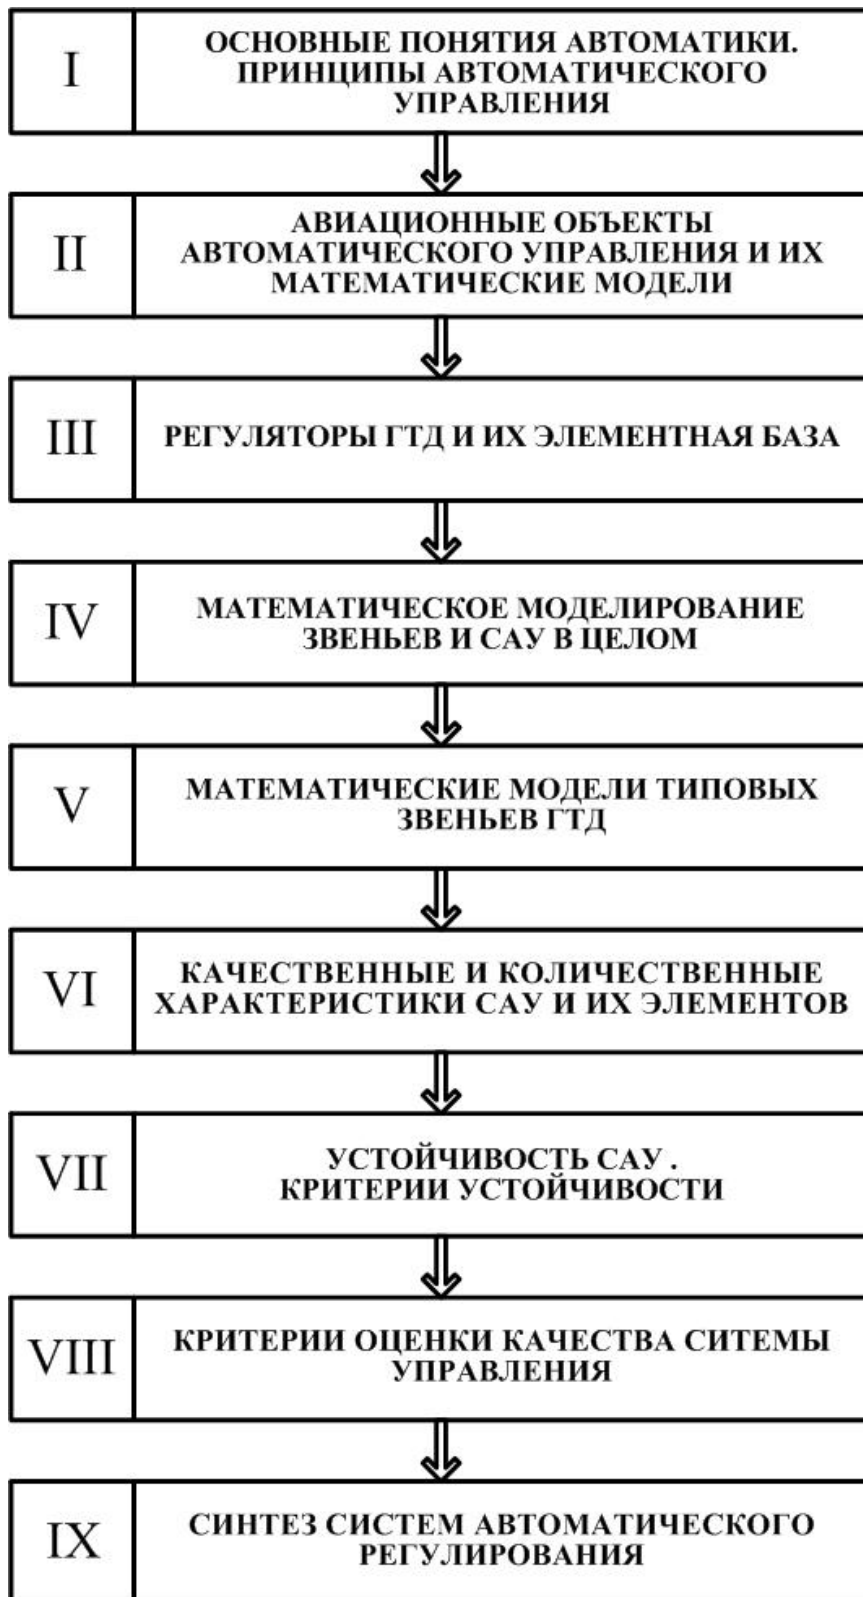 I
ОСНОВНЫЕ ПОНЯТИЯ АВТОМАТИКИ.
ПРИНЦИПЫ АВТОМАТИЧЕСКОГО
УПРАВЛЕНИЯ
II
АВИАЦИОННЫЕ ОБЪЕКТЫ
АВТОМАТИЧЕСКОГО УПРАВЛЕНИЯ И ИХ
МАТЕМАТИЧЕСКИЕ МОДЕЛИ
III
РЕГУЛЯТОРЫ ГТД И ИХ ЭЛЕМЕНТНАЯ БАЗА
IV
МАТЕМАТИЧЕСКОЕ МОДЕЛИРОВАНИЕ
ЗВЕНЬЕВ И САУ В ЦЕЛОМ
V
МАТЕМАТИЧЕСКИЕ МОДЕЛИ ТИПОВЫХ
ЗВЕНЬЕВ ГТД
VI
КАЧЕСТВЕННЫЕ И КОЛИЧЕСТВЕННЫЕ
ХАРАКТЕРИСТИКИ САУ И ИХ ЭЛЕМЕНТОВ
VII
УСТОЙЧИВОСТЬ САУ .
КРИТЕРИИ УСТОЙЧИВОСТИ
VIII
КРИТЕРИИ ОЦЕНКИ КАЧЕСТВА СИТЕМЫ
УПРАВЛЕНИЯ
IX
СИНТЕЗ СИСТЕМ АВТОМАТИЧЕСКОГО
РЕГУЛИРОВАНИЯ